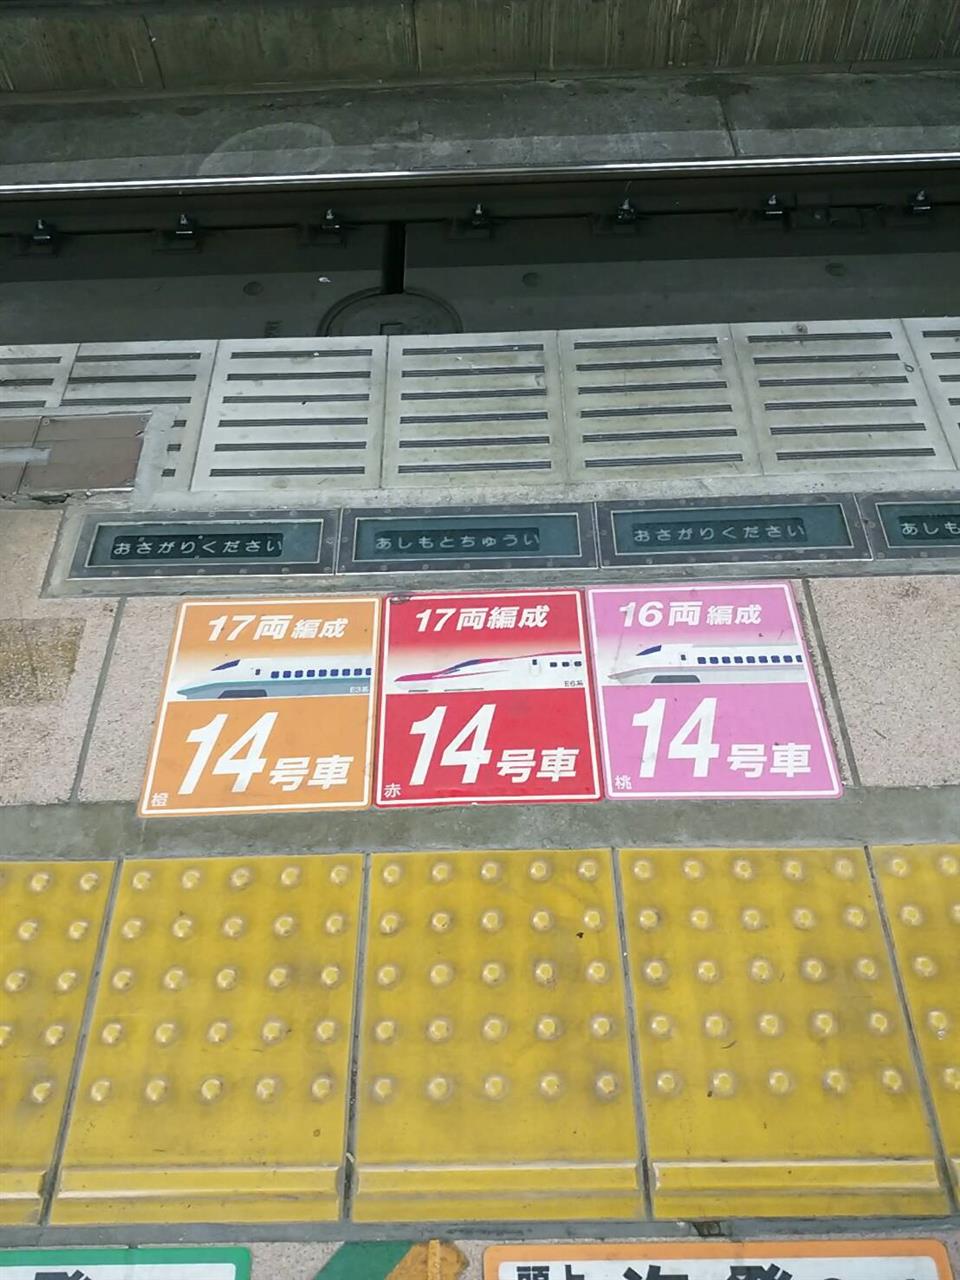 おさがりください
あしもとちゅうい
おさがりください
あしも
17両編成
E3系
14号車
橙
17両編成
E6系
14号車
赤
16両編成
14号車
桃